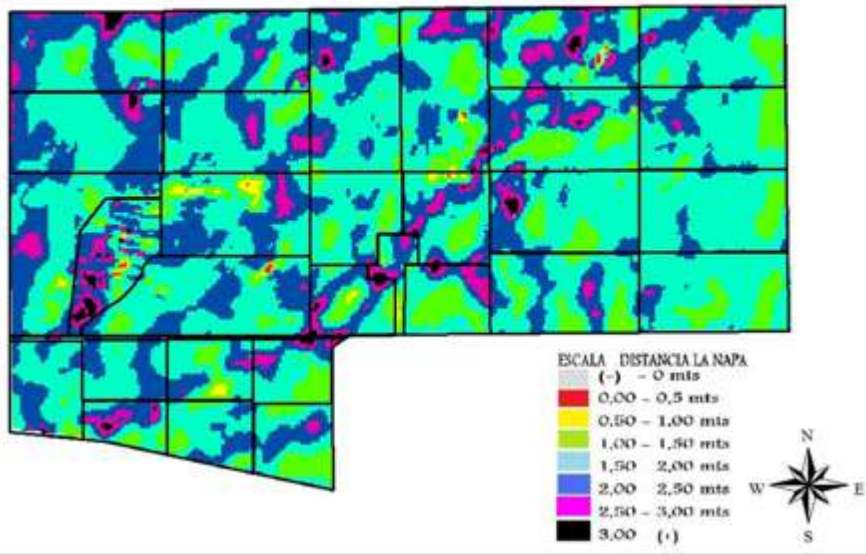 ESCALA DISTANCIA LA NAPA
(-) - 0 mts
0,00 - 0,5 mts
0,50 - 1,00 mts
1,00 - 1,50 mts
1,50 2,00 mts
2,00 2,50 mts
2,50 - 3,00 mts
3,00 (+)
N
W E
S